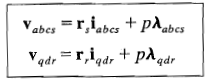 v_abcs = r_s i_abcs + pλ_abcs
v_qdr = r_r i_qdr + pλ_qdr